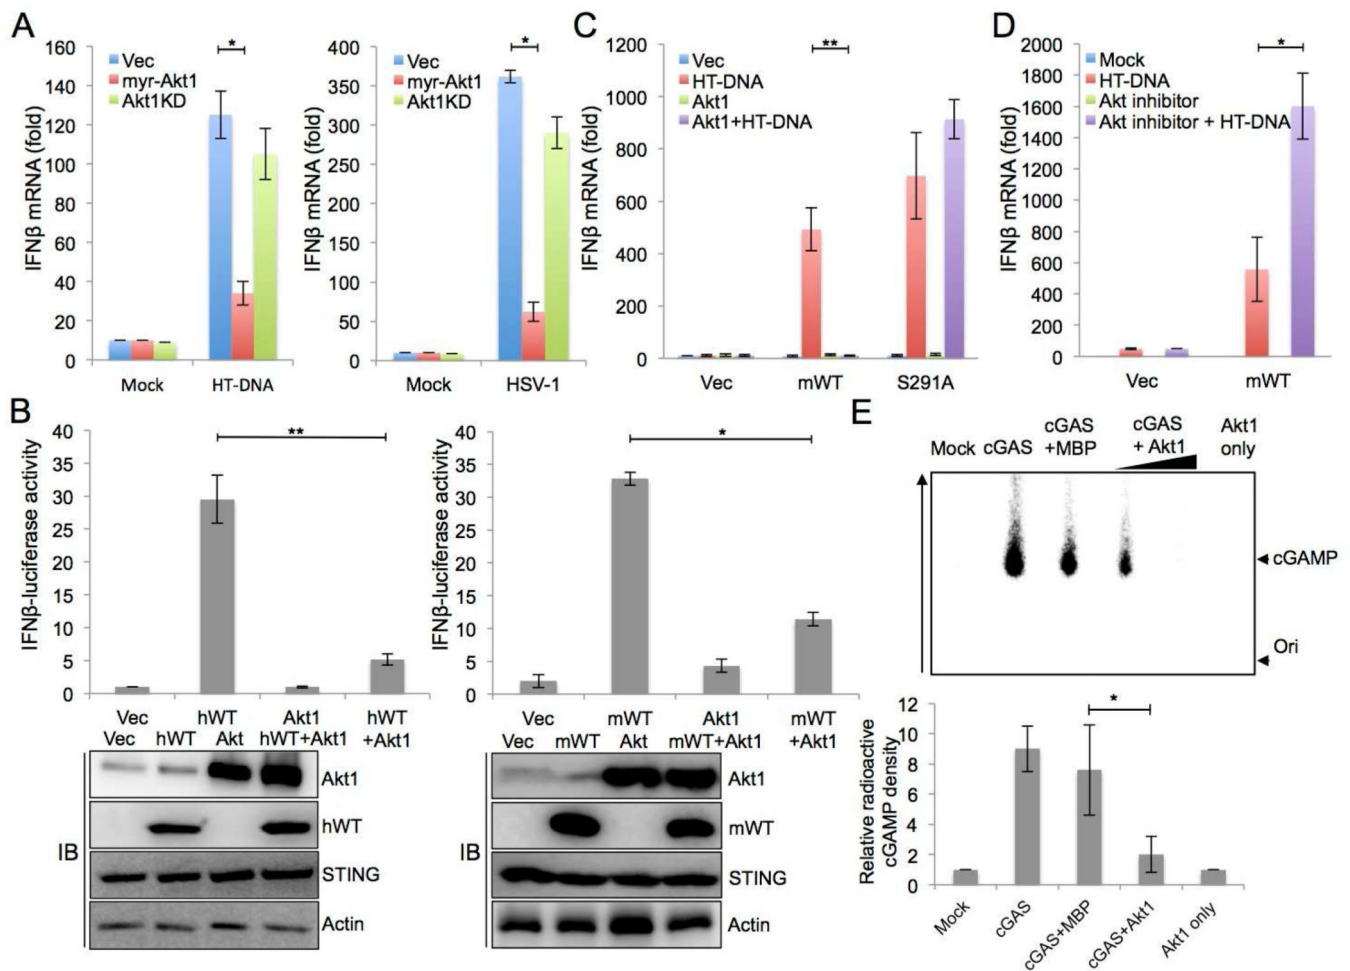 A
IFNβ mRNA (fold)
160
140
120
100
80
60
40
20
0
Vec
myr-Akt1
Akt1KD
*
Mock
HT-DNA
IFNβ mRNA (fold)
400
350
300
250
200
150
100
50
0
Vec
myr-Akt1
Akt1KD
*
Mock
HSV-1
C
IFNβ mRNA (fold)
1200
1000
800
600
400
200
0
Vec
HT-DNA
Akt1
Akt1+HT-DNA
**
Vec
mWT
S291A
D
IFNβ mRNA (fold)
2000
1800
1600
1400
1200
1000
800
600
400
200
0
Mock
HT-DNA
Akt inhibitor
Akt inhibitor + HT-DNA
*
Vec
mWT
B
IFNβ-luciferase activity
40
35
30
25
20
15
10
5
0
**
Vec hWT Akt1 hWT
+Akt1
Vec hWT Akt hWT+Akt1
IB
Akt1
hWT
STING
Actin
IFNβ-luciferase activity
40
35
30
25
20
15
10
5
0
*
Vec mWT Akt1 mWT
+Akt1
Vec mWT Akt mWT+Akt1
IB
Akt1
mWT
STING
Actin
E
Mock
cGAS
cGAS
+MBP
cGAS
+ Akt1
Akt1
only
cGAMP
Ori
Relative radioactive
cGAMP density
12
10
8
6
4
2
0
*
Mock
cGAS
cGAS+MBP
cGAS+Akt1
Akt1 only